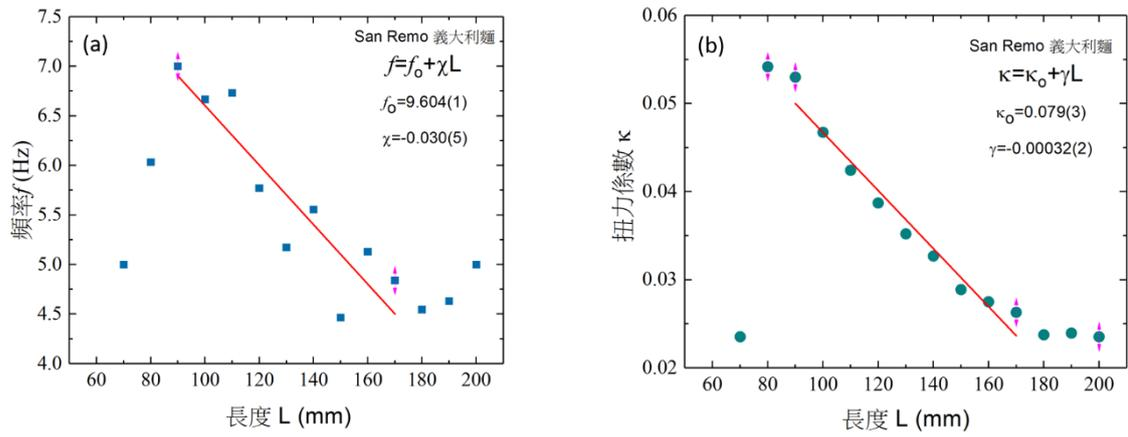 (a)
San Remo 義大利麵
f=fo+χL
fo=9.604(1)
χ=-0.030(5)
頻率f (Hz)
7.5
7.0
6.5
6.0
5.5
5.0
4.5
4.0
60 80 100 120 140 160 180 200
長度 L (mm)
(b)
San Remo 義大利麵
κ=κo+γL
κo=0.079(3)
γ=-0.00032(2)
扭力係數 κ
0.06
0.05
0.04
0.03
0.02
60 80 100 120 140 160 180 200
長度 L (mm)